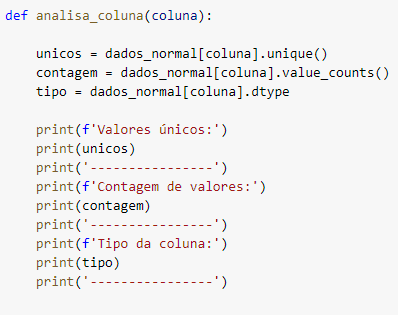 def analisa_coluna(coluna):
    unicos = dados_normal[coluna].unique()
    contagem = dados_normal[coluna].value_counts()
    tipo = dados_normal[coluna].dtype
    print(f'Valores únicos:')
    print(unicos)
    print('----------------')
    print(f'Contagem de valores:')
    print(contagem)
    print('----------------')
    print(f'Tipo da coluna:')
    print(tipo)
    print('----------------')